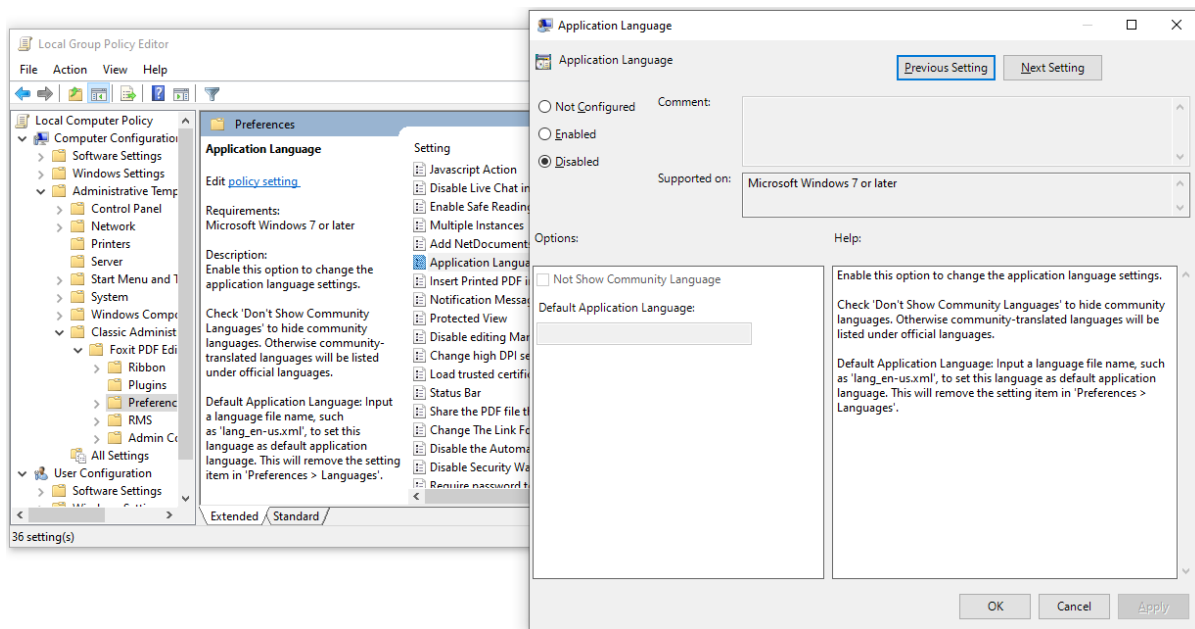 Local Group Policy Editor
File Action View Help
Local Computer Policy
Computer Configuration
Software Settings
Windows Settings
Administrative Temp
Control Panel
Network
Printers
Server
Start Menu and T
System
Windows Compo
Classic Administ
Foxit PDF Edi
Ribbon
Plugins
Preferenc
RMS
Admin Co
All Settings
User Configuration
Software Settings
36 setting(s)
Preferences
Application Language
Edit policy setting
Requirements:
Microsoft Windows 7 or later
Description:
Enable this option to change the
application language settings.
Check 'Don't Show Community
Languages' to hide community
languages. Otherwise community-
translated languages will be listed
under official languages.
Default Application Language: Input
a language file name, such
as 'lang_en-us.xml', to set this
language as default application
language. This will remove the setting
item in 'Preferences > Languages'.
Setting
Javascript Action
Disable Live Chat in
Enable Safe Reading
Multiple Instances
Add NetDocument
Application Langua
Insert Printed PDF i
Notification Messag
Protected View
Disable editing Mar
Change high DPI se
Load trusted certifi
Status Bar
Share the PDF file t
Change The Link Fo
Disable the Automa
Disable Security Wa
Require password t
Extended Standard
Application Language
Application Language
Previous Setting Next Setting
Not Configured
Enabled
Disabled
Comment:
Supported on:
Microsoft Windows 7 or later
Options:
Help:
Not Show Community Language
Default Application Language:
Enable this option to change the application language settings.
Check 'Don't Show Community Languages' to hide community
languages. Otherwise community-translated languages will be
listed under official languages.
Default Application Language: Input a language file name, such
as 'lang_en-us.xml', to set this language as default application
language. This will remove the setting item in 'Preferences >
Languages'.
OK Cancel Apply